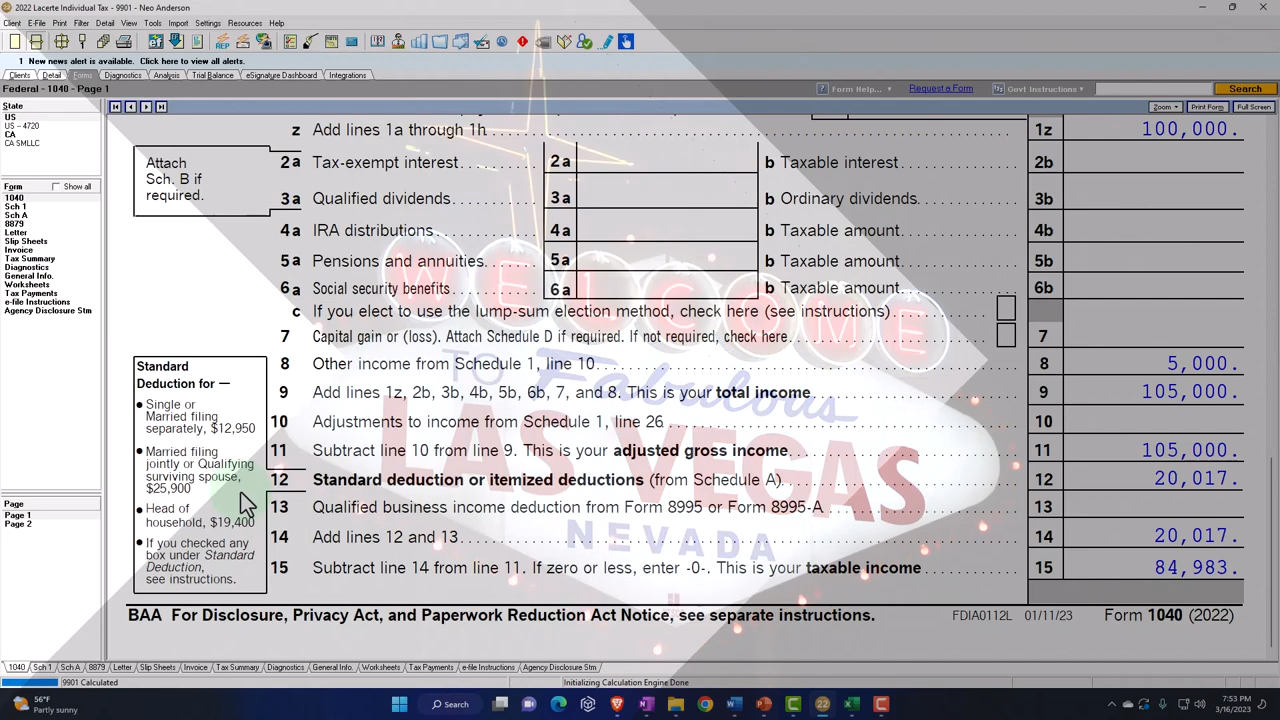 2022 Lacerte Individual Tax - 9901 - Neo Anderson
Client E-File Print Filter Detail View Tools Import Settings Resources Help
1 New news alert is available. Click here to view all alerts.
Clients Detail Forms Diagnostics Analysis Trial Balance eSignature Dashboard Integrations
Federal - 1040 - Page 1 Form Help... Request a Form Govt Instructions Search
Zoom Print Form Full Screen
State
US
US - 4720
CA
CA SMLLC
Form Show all
1040
Sch 1
Sch A
8879
Letter
Slip Sheets
Invoice
Tax Summary
Diagnostics
General Info.
Worksheets
Tax Payments
e-file Instructions
Agency Disclosure Stm
Page
Page 1
Page 2
z Add lines 1a through 1h 1z 100,000.
Attach
Sch. B if
required.
2a Tax-exempt interest 2a b Taxable interest 2b
3a Qualified dividends 3a b Ordinary dividends 3b
4a IRA distributions 4a b Taxable amount 4b
5a Pensions and annuities 5a b Taxable amount 5b
6a Social security benefits 6a b Taxable amount 6b
c If you elect to use the lump-sum election method, check here (see instructions)
7 Capital gain or (loss). Attach Schedule D if required. If not required, check here 7
8 Other income from Schedule 1, line 10 8 5,000.
9 Add lines 1z, 2b, 3b, 4b, 5b, 6b, 7, and 8. This is your total income 9 105,000.
10 Adjustments to income from Schedule 1, line 26 10
11 Subtract line 10 from line 9. This is your adjusted gross income 11 105,000.
12 Standard deduction or itemized deductions (from Schedule A) 12 20,017.
13 Qualified business income deduction from Form 8995 or Form 8995-A 13
14 Add lines 12 and 13 14 20,017.
15 Subtract line 14 from line 11. If zero or less, enter -0-. This is your taxable income 15 84,983.
Standard
Deduction for —
• Single or
Married filing
separately, $12,950
• Married filing
jointly or Qualifying
surviving spouse,
$25,900
• Head of
household, $19,400
• If you checked any
box under Standard
Deduction,
see instructions.
BAA For Disclosure, Privacy Act, and Paperwork Reduction Act Notice, see separate instructions. FDIA0112L 01/11/23 Form 1040 (2022)
WELCOME
TO Fabulous
LAS VEGAS
NEVADA
1040 Sch 1 Sch A 8879 Letter Slip Sheets Invoice Tax Summary Diagnostics General Info. Worksheets Tax Payments e-file Instructions Agency Disclosure Stm
9901 Calculated Initializing Calculation Engine Done
56°F
Partly sunny
Search
7:53 PM
3/16/2023